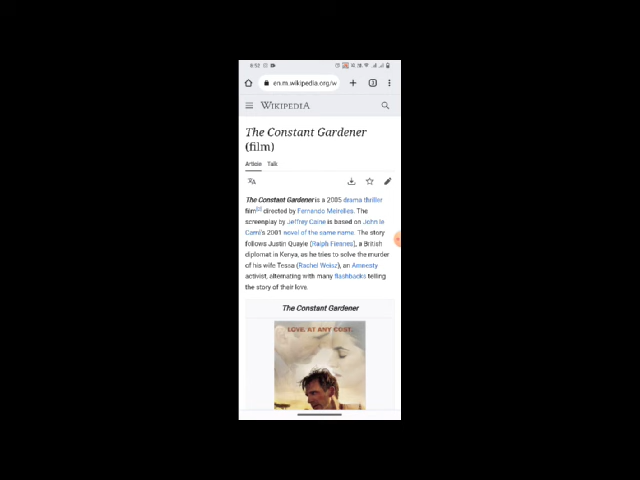 8:52
en.m.wikipedia.org/w
WIKIPEDIA
The Constant Gardener
(film)
Article Talk
The Constant Gardener is a 2005 drama thriller
film[2] directed by Fernando Meirelles. The
screenplay by Jeffrey Caine is based on John le
Carré's 2001 novel of the same name. The story
follows Justin Quayle (Ralph Fiennes), a British
diplomat in Kenya, as he tries to solve the murder
of his wife Tessa (Rachel Weisz), an Amnesty
activist, alternating with many flashbacks telling
the story of their love.
The Constant Gardener
LOVE. AT ANY COST.